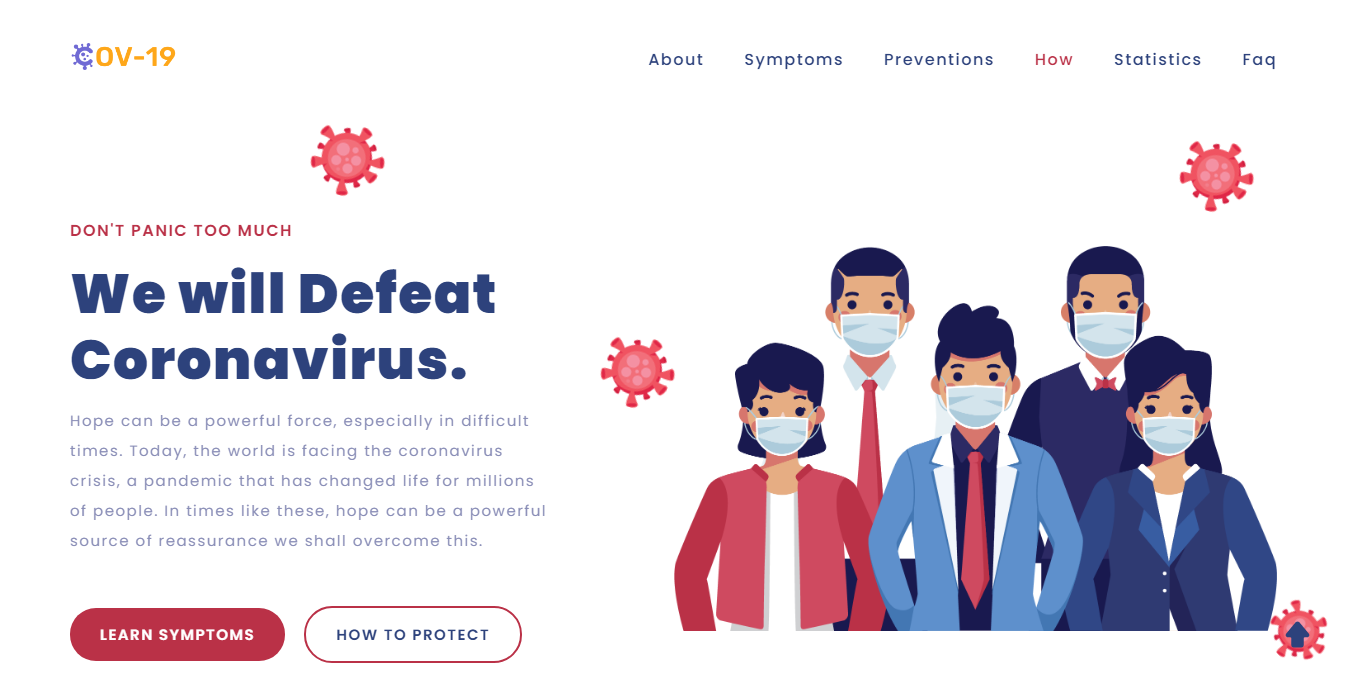 COV-19
About Symptoms Preventions How Statistics Faq
DON'T PANIC TOO MUCH
We will Defeat
Coronavirus.
Hope can be a powerful force, especially in difficult
times. Today, the world is facing the coronavirus
crisis, a pandemic that has changed life for millions
of people. In times like these, hope can be a powerful
source of reassurance we shall overcome this.
LEARN SYMPTOMS HOW TO PROTECT